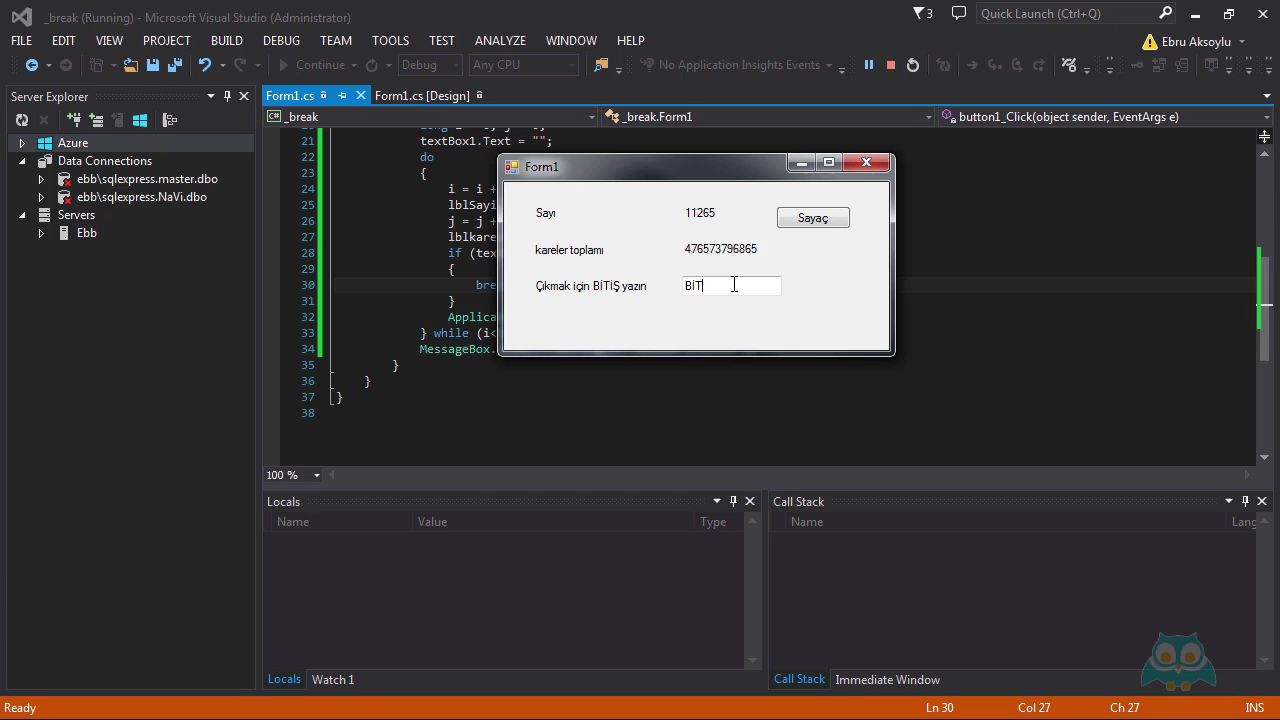 _break (Running) - Microsoft Visual Studio (Administrator)
3
Quick Launch (Ctrl+Q)
FILE EDIT VIEW PROJECT BUILD DEBUG TEAM TOOLS TEST ANALYZE WINDOW HELP
Ebru Aksoylu
Continue Debug Any CPU No Application Insights Events
Server Explorer
Form1.cs Form1.cs [Design]
_break _break.Form1 button1_Click(object sender, EventArgs e)
Azure
Data Connections
ebb\sqlexpress.master.dbo
ebb\sqlexpress.NaVi.dbo
Servers
Ebb
21 textBox1.Text = "";
22 do
23 {
24 i = i +
25 lblSayi
26 j = j +
27 lblkare
28 if (tex
29 {
30 bre
31 }
32 Applica
33 } while (i<
34 MessageBox.
35 }
36 }
37 }
38
Form1
Sayı 11265 Sayaç
kareler toplamı 476573796865
Çıkmak için BİTİŞ yazın BİT
100 %
Locals
Name Value Type
Call Stack
Name Lang
Locals Watch 1
Call Stack Immediate Window
Ready Ln 30 Col 27 Ch 27 INS